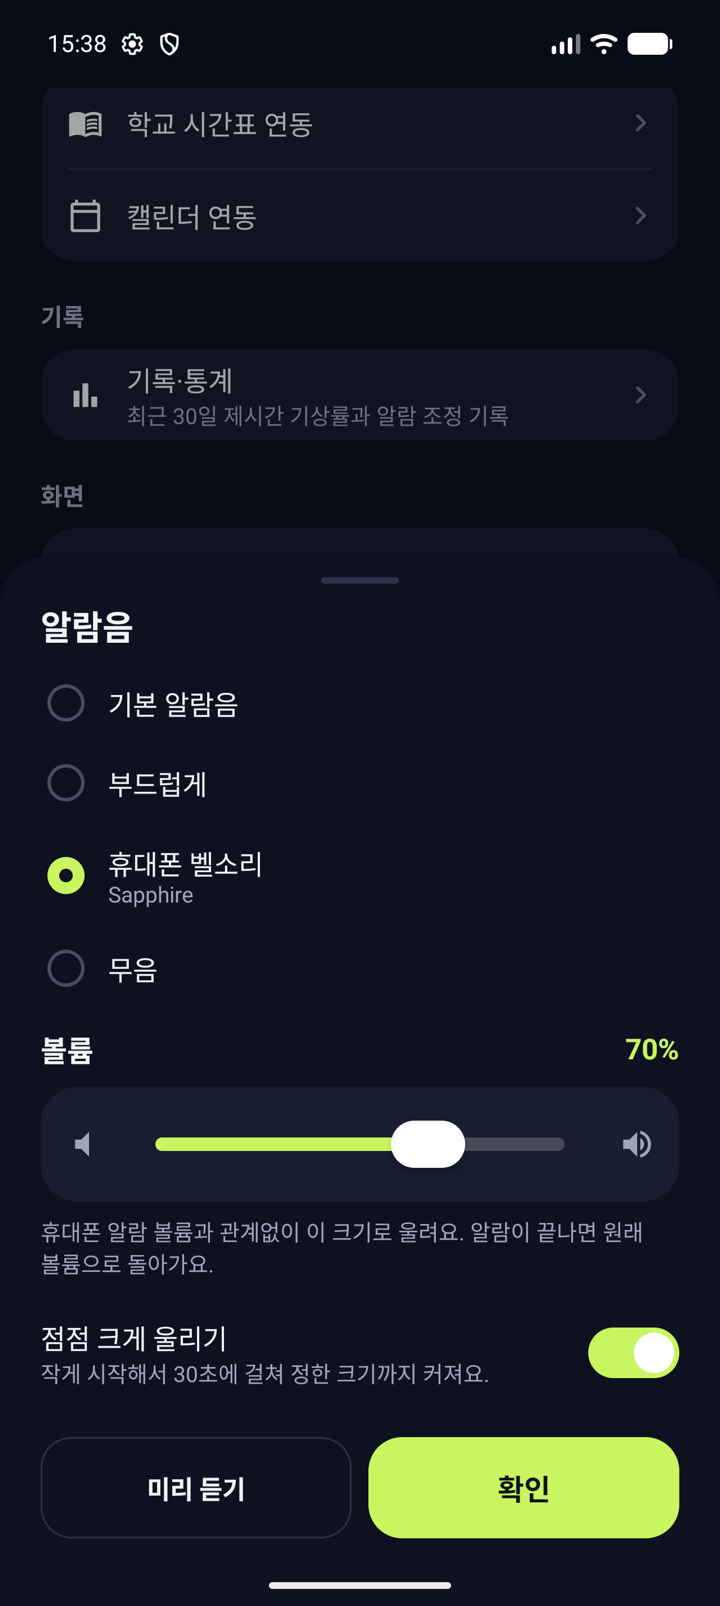 15:38
학교 시간표 연동
캘린더 연동
기록
기록·통계
최근 30일 제시간 기상률과 알람 조정 기록
화면
알람음
기본 알람음
부드럽게
휴대폰 벨소리
Sapphire
무음
볼륨
70%
휴대폰 알람 볼륨과 관계없이 이 크기로 울려요. 알람이 끝나면 원래
볼륨으로 돌아가요.
점점 크게 울리기
작게 시작해서 30초에 걸쳐 정한 크기까지 커져요.
미리 듣기
확인